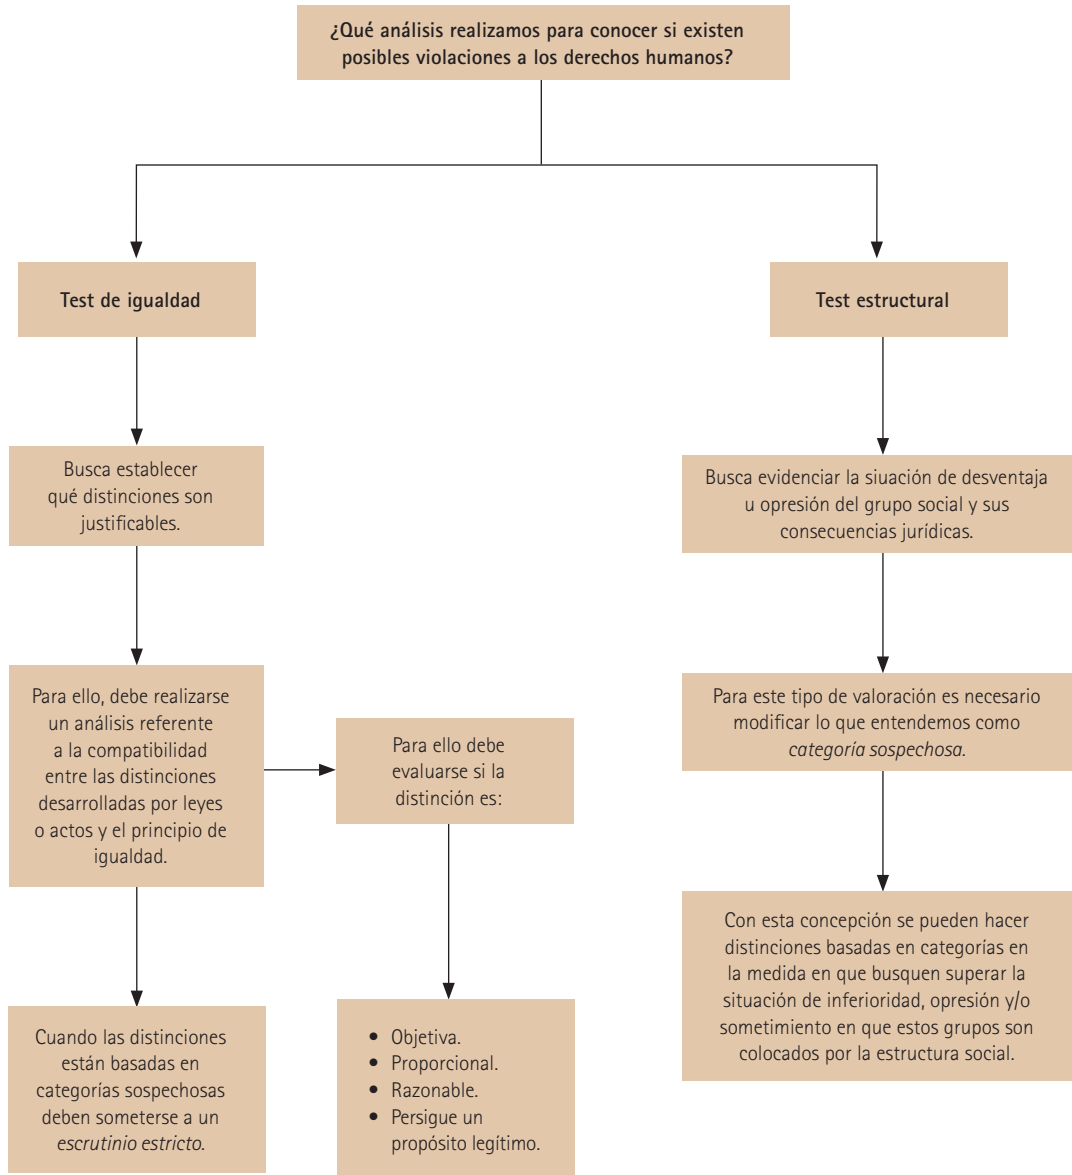 ¿Qué análisis realizamos para conocer si existen
posibles violaciones a los derechos humanos?
Test de igualdad
Busca establecer
qué distinciones son
justificables.
Para ello, debe realizarse
un análisis referente
a la compatibilidad
entre las distinciones
desarrolladas por leyes
o actos y el principio de
igualdad.
Para ello debe
evaluarse si la
distinción es:
Cuando las distinciones
están basadas en
categorías sospechosas
deben someterse a un
escrutinio estricto.
• Objetiva.
• Proporcional.
• Razonable.
• Persigue un
propósito legítimo.
Test estructural
Busca evidenciar la siuación de desventaja
u opresión del grupo social y sus
consecuencias jurídicas.
Para este tipo de valoración es necesario
modificar lo que entendemos como
categoría sospechosa.
Con esta concepción se pueden hacer
distinciones basadas en categorías en
la medida en que busquen superar la
situación de inferioridad, opresión y/o
sometimiento en que estos grupos son
colocados por la estructura social.